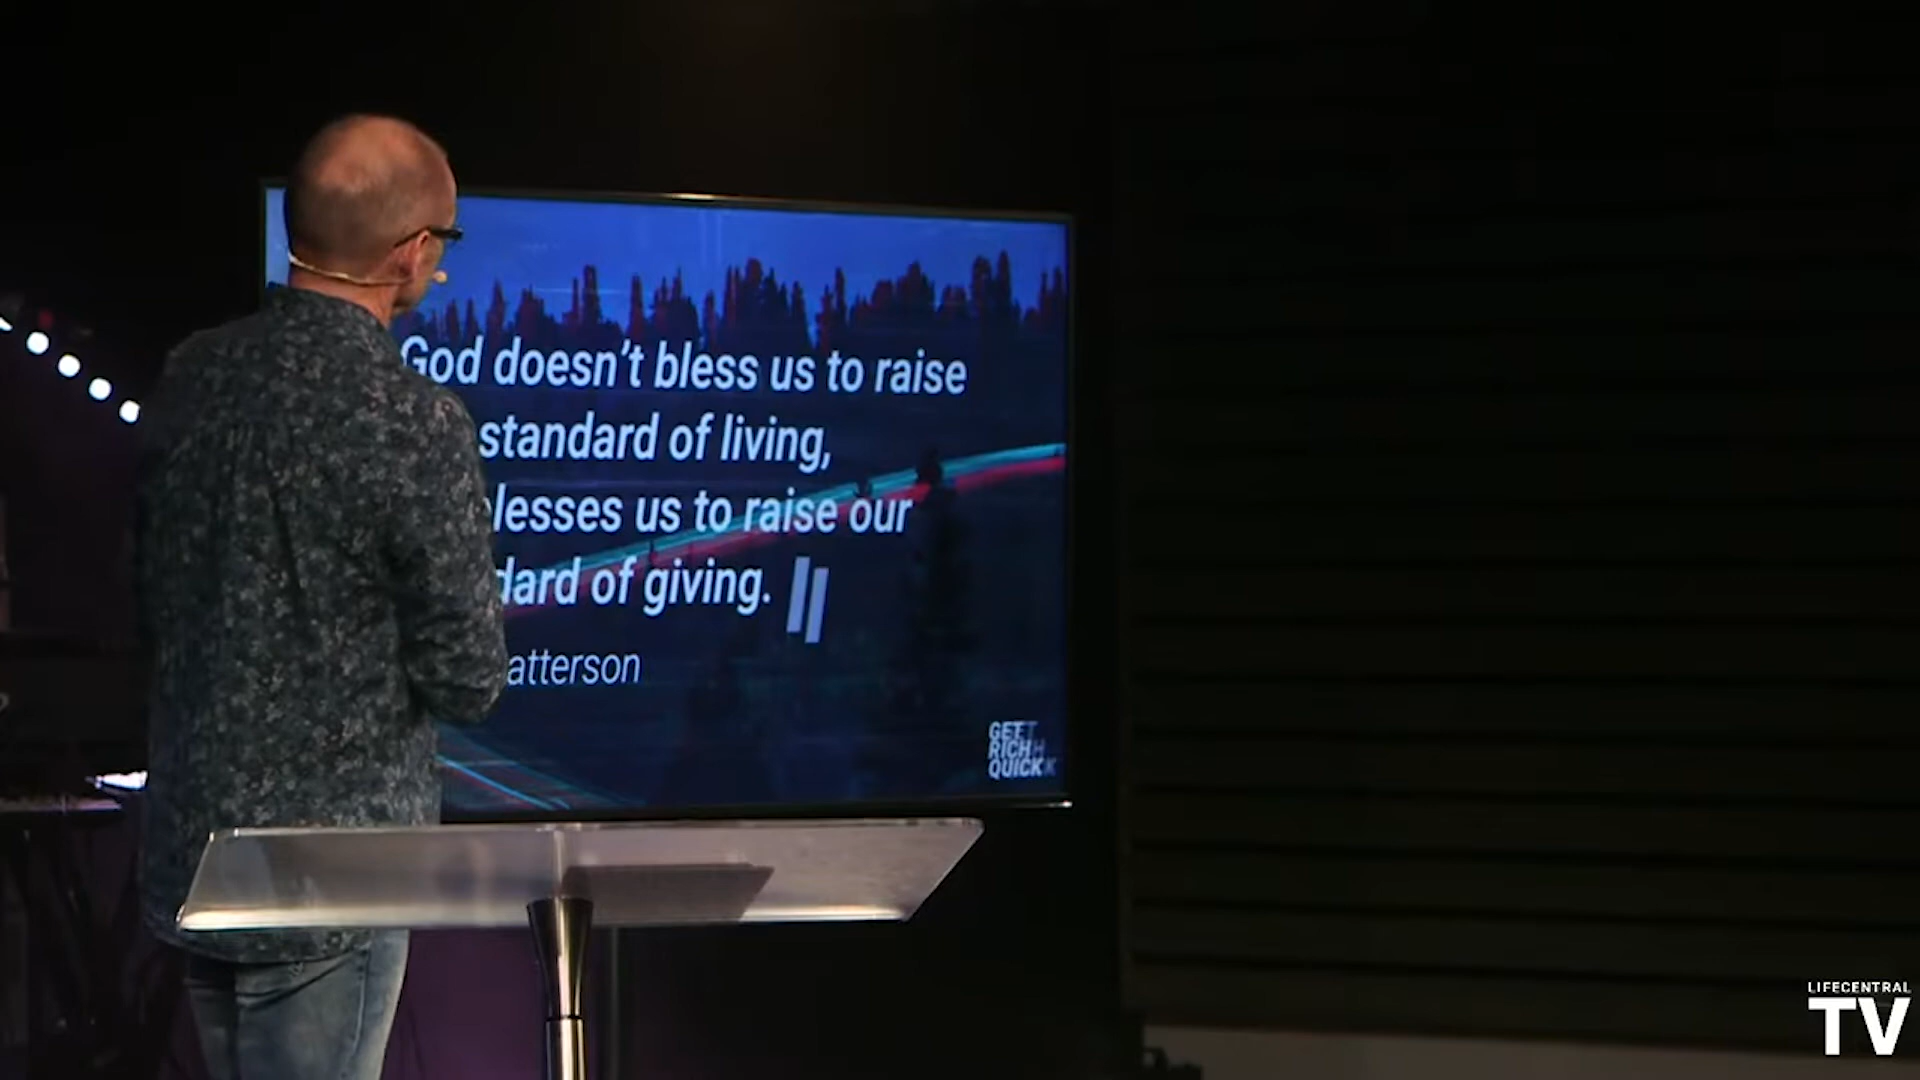 God doesn't bless us to raise
standard of living,
lesses us to raise our
dard of giving.
atterson
GET
RICH
QUICK
LIFECENTRAL
TV